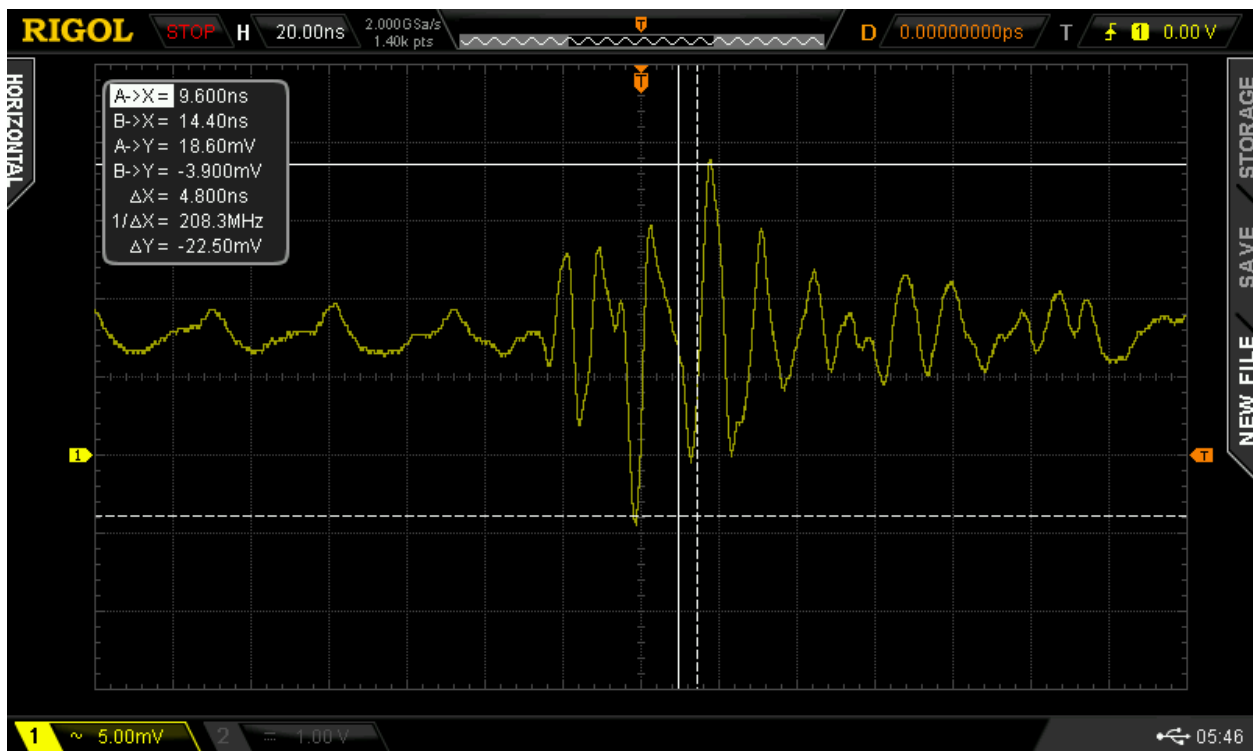 RIGOL STOP H 20.00ns 2.000GSa/s 1.40k pts T D 0.00000000ps T 1 0.00 V
HORIZONTAL
T
A->X= 9.600ns
B->X= 14.40ns
A->Y= 18.60mV
B->Y= -3.900mV
ΔX= 4.800ns
1/ΔX= 208.3MHz
ΔY= -22.50mV
STORAGE
SAVE
NEW FILE
1
T
1 ~ 5.00mV 2 = 1.00 V 05:46